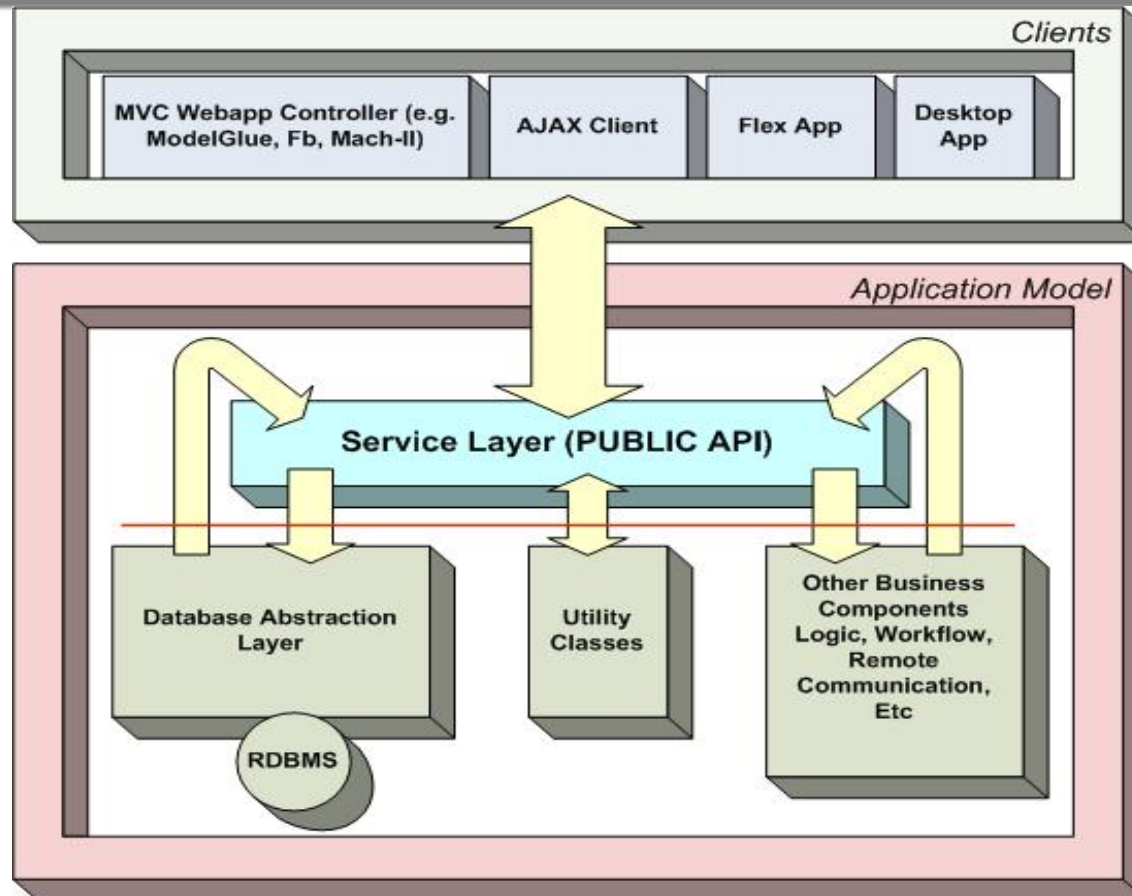 Clients
MVC Webapp Controller (e.g.
ModelGlue, Fb, Mach-II)
AJAX Client
Flex App
Desktop
App
Application Model
Service Layer (PUBLIC API)
Database Abstraction
Layer
RDBMS
Utility
Classes
Other Business
Components
Logic, Workflow,
Remote
Communication,
Etc